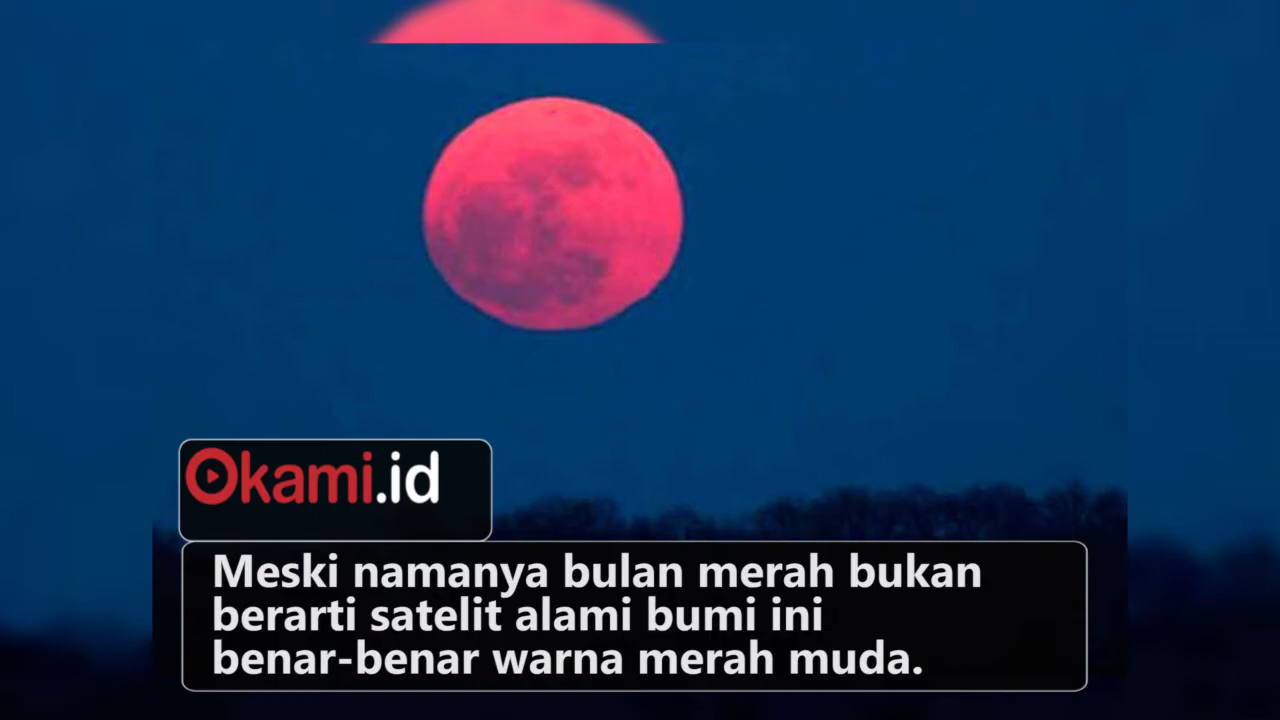 Okami.id
Meski namanya bulan merah bukan
berarti satelit alami bumi ini
benar-benar warna merah muda.